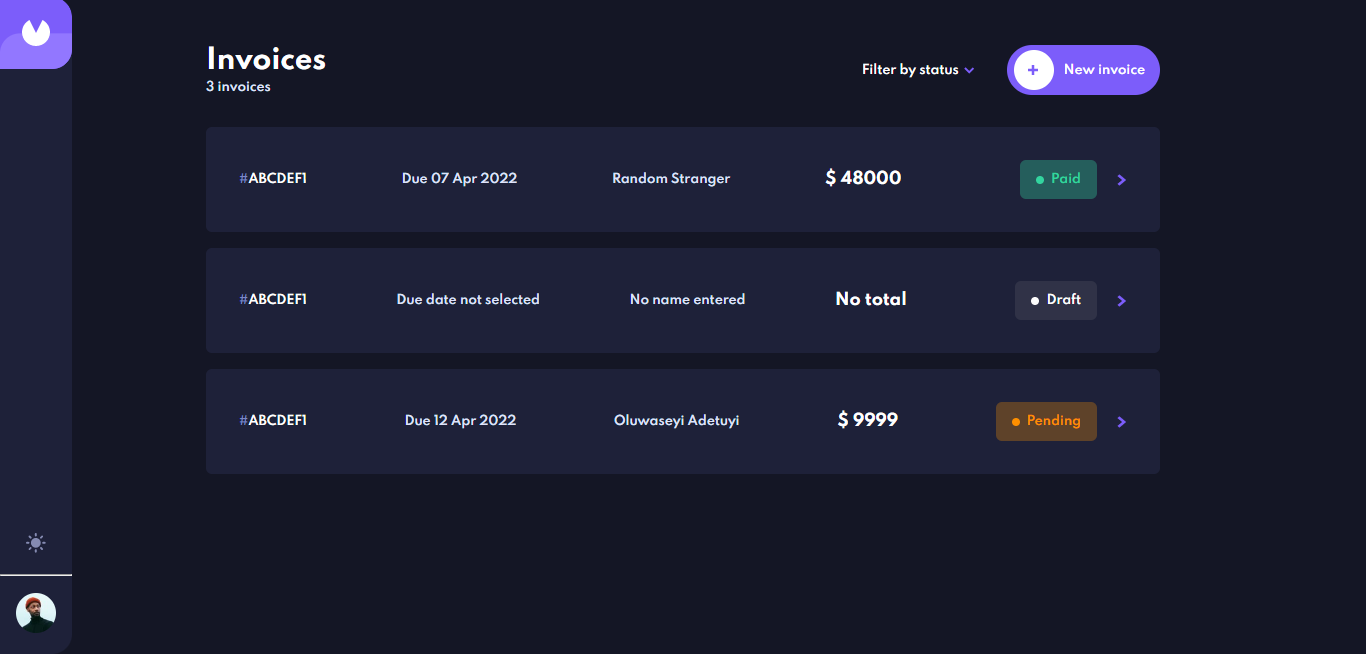 Invoices
3 invoices
Filter by status
+ New invoice
#ABCDEF1 Due 07 Apr 2022 Random Stranger $ 48000 Paid
#ABCDEF1 Due date not selected No name entered No total Draft
#ABCDEF1 Due 12 Apr 2022 Oluwaseyi Adetuyi $ 9999 Pending